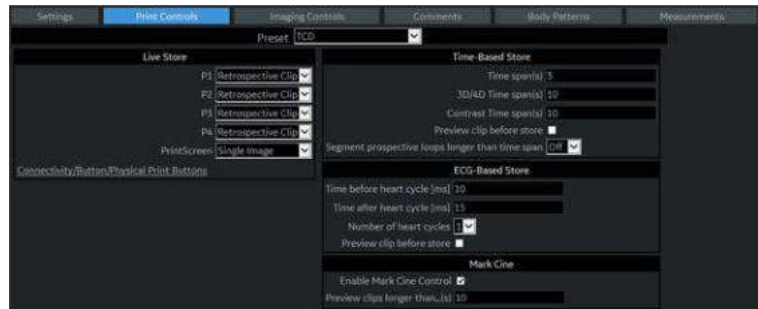 Settings Print Controls Imaging Controls Comments Body Patterns Measurements
Preset TCD
Live Store
P1 Retrospective Clip
P2 Retrospective Clip
P3 Retrospective Clip
P4 Retrospective Clip
PrintScreen Single Image
Connectivity/Button/Physical Print Buttons
Time-Based Store
Time span(s) 5
3D/4D Time span(s) 10
Contrast Time span(s) 10
Preview clip before store
Segment prospective loops longer than time span Off
ECG-Based Store
Time before heart cycle [ms] 10
Time after heart cycle [ms] 15
Number of heart cycles 1
Preview clip before store
Mark Cine
Enable Mark Cine Control
Preview clips longer than...(s) 10